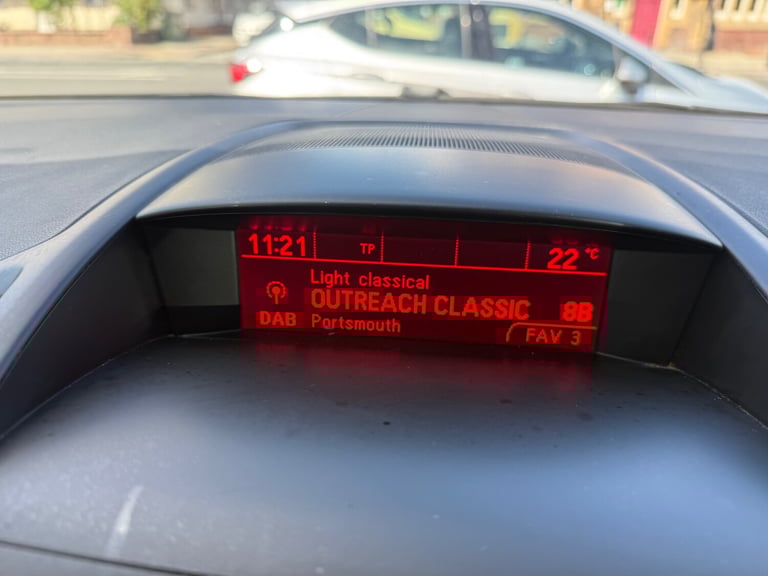 11:21 TP 22 °C
Light classical
OUTREACH CLASSIC 8B
DAB Portsmouth FAV 3